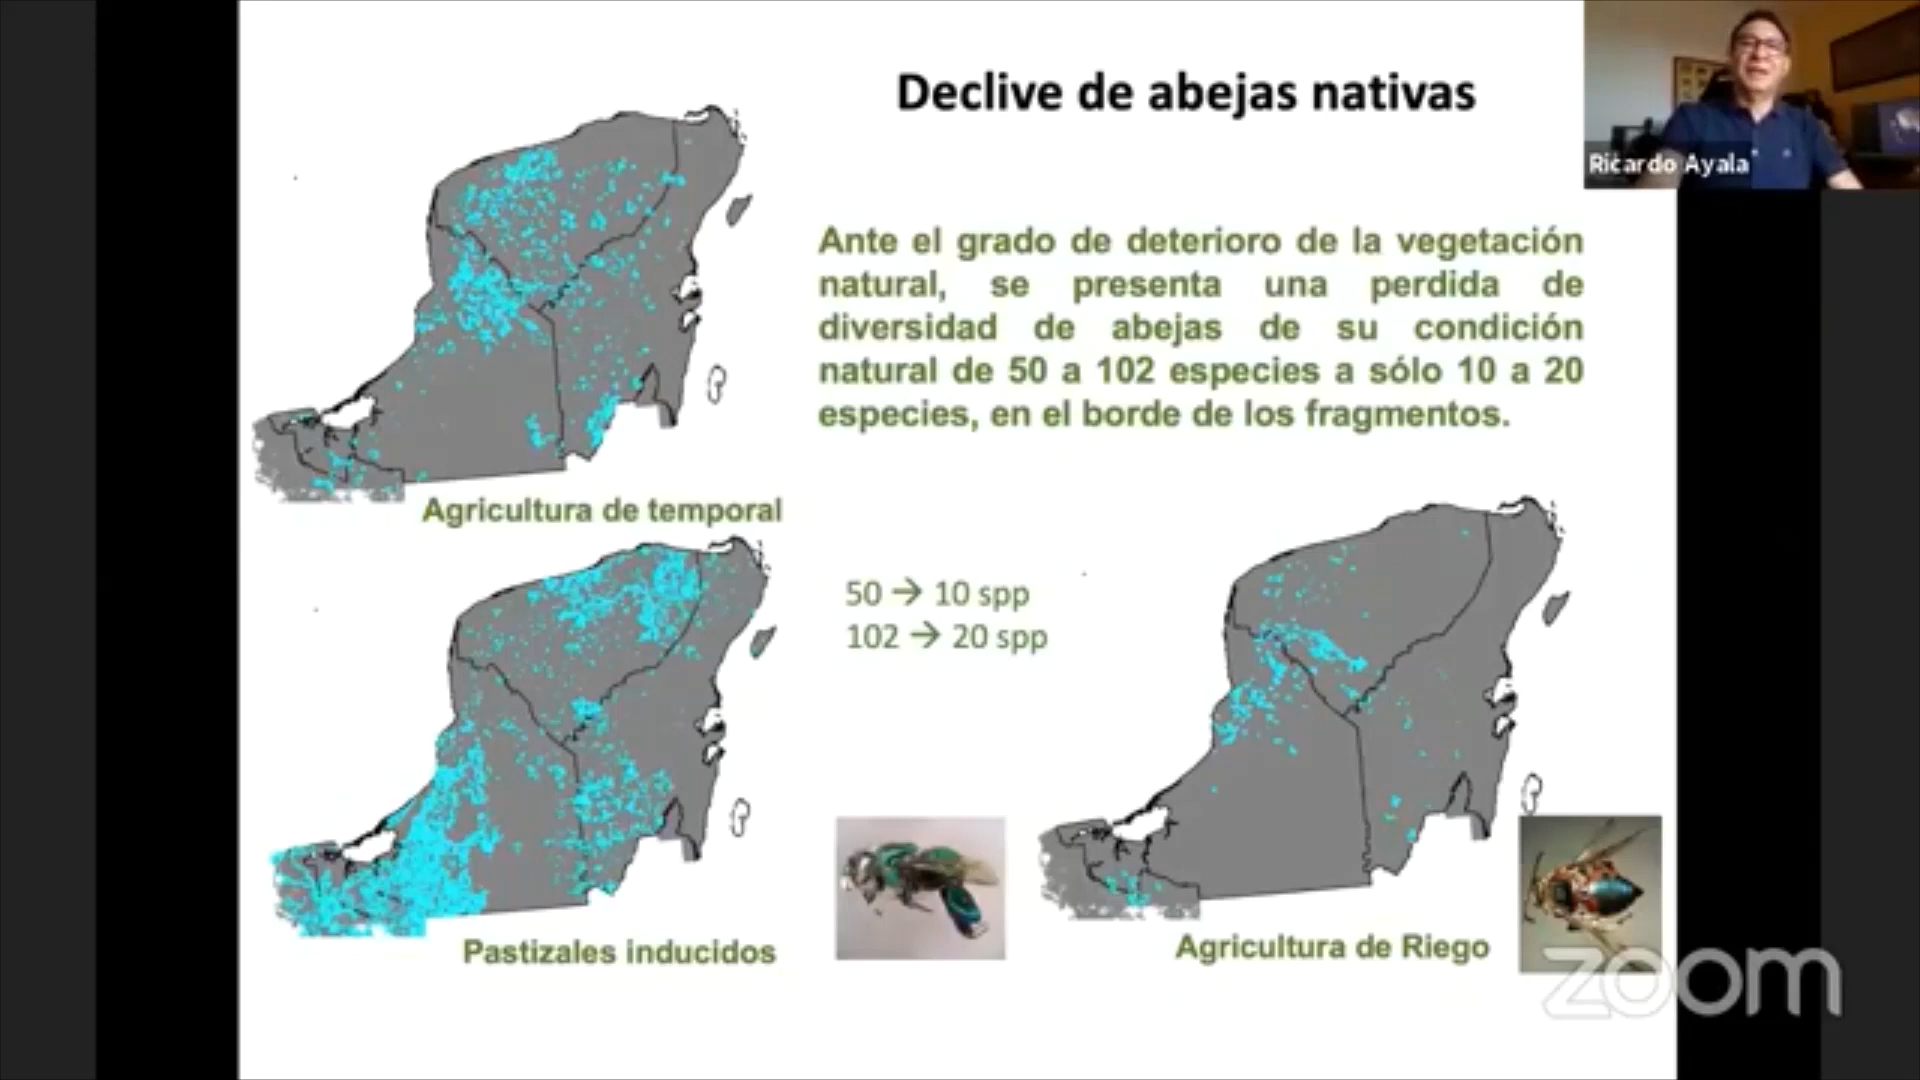 Declive de abejas nativas
Ricardo Ayala
Ante el grado de deterioro de la vegetación
natural, se presenta una perdida de
diversidad de abejas de su condición
natural de 50 a 102 especies a sólo 10 a 20
especies, en el borde de los fragmentos.
Agricultura de temporal
50 → 10 spp
102 → 20 spp
Pastizales inducidos
Agricultura de Riego
zoom